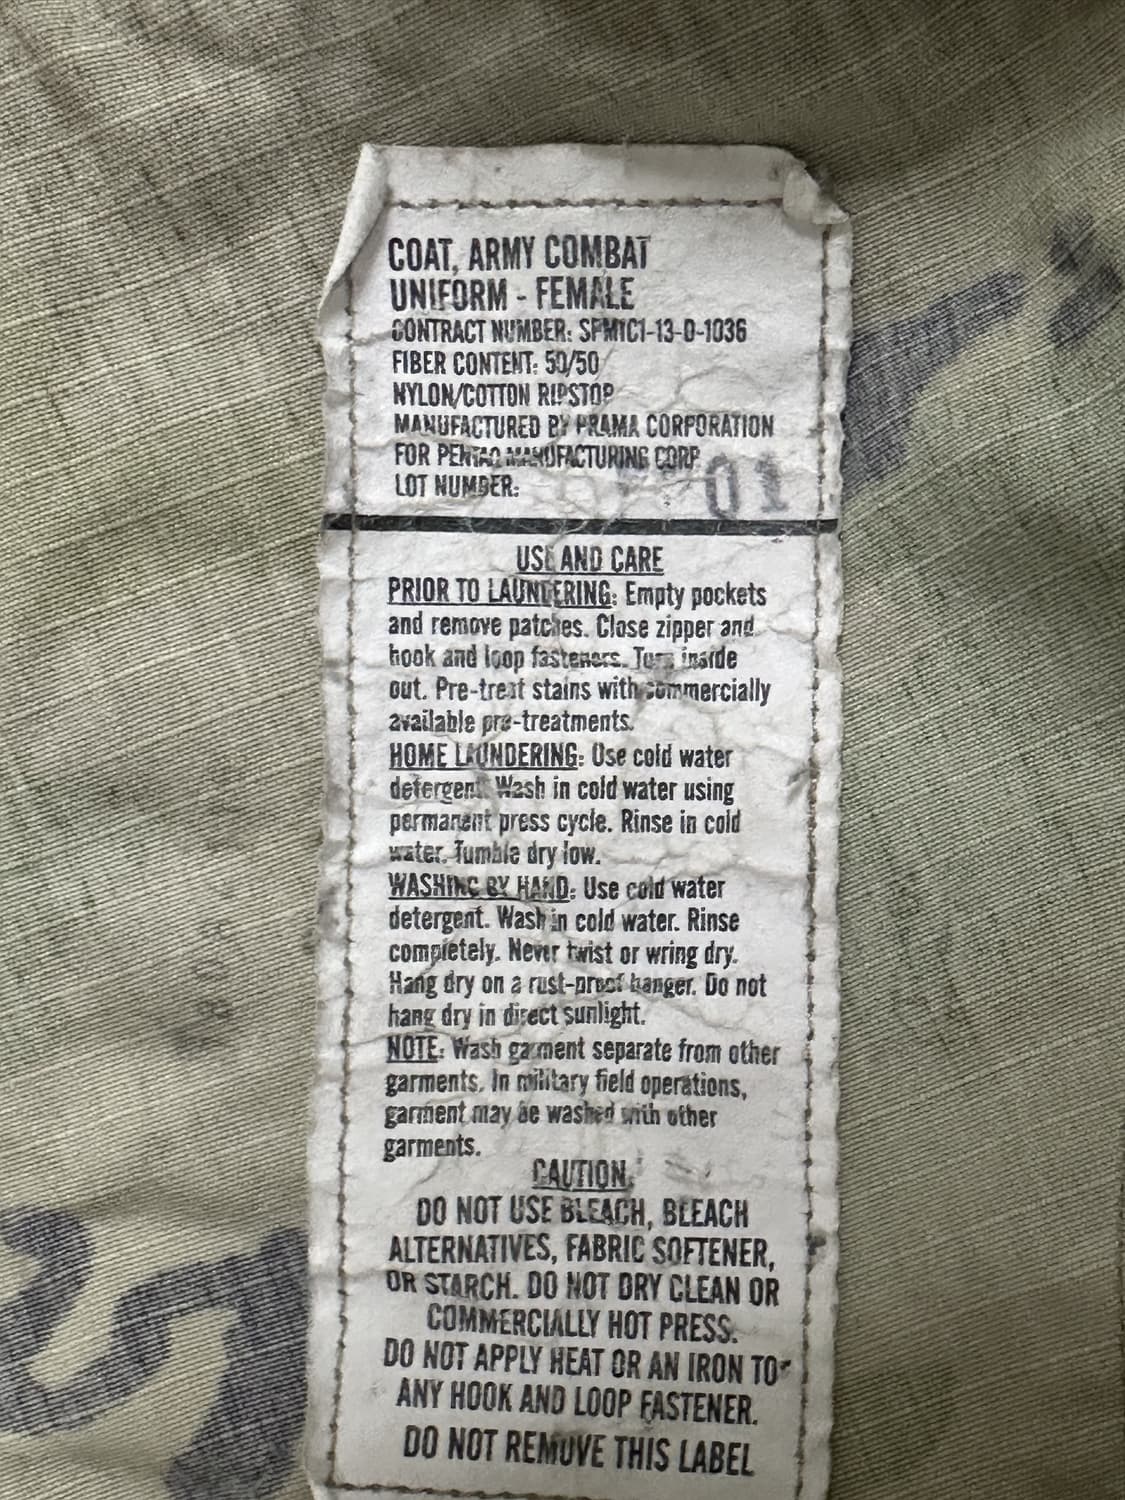 COAT, ARMY COMBAT
UNIFORM - FEMALE
CONTRACT NUMBER: SPM1C1-13-D-1036
FIBER CONTENT: 50/50
NYLON/COTTON RIPSTOP
MANUFACTURED BY PRAMA CORPORATION
FOR PENTAQ MANUFACTURING CORP
LOT NUMBER: 01
USE AND CARE
PRIOR TO LAUNDERING: Empty pockets
and remove patches. Close zipper and
hook and loop fasteners. Turn inside
out. Pre-treat stains with commercially
available pre-treatments.
HOME LAUNDERING: Use cold water
detergent. Wash in cold water using
permanent press cycle. Rinse in cold
water. Tumble dry low.
WASHING BY HAND: Use cold water
detergent. Wash in cold water. Rinse
completely. Never twist or wring dry.
Hang dry on a rust-proof hanger. Do not
hang dry in direct sunlight.
NOTE: Wash garment separate from other
garments. In military field operations,
garment may be washed with other
garments.
CAUTION:
DO NOT USE BLEACH, BLEACH
ALTERNATIVES, FABRIC SOFTENER,
OR STARCH. DO NOT DRY CLEAN OR
COMMERCIALLY HOT PRESS.
DO NOT APPLY HEAT OR AN IRON TO
ANY HOOK AND LOOP FASTENER.
DO NOT REMOVE THIS LABEL